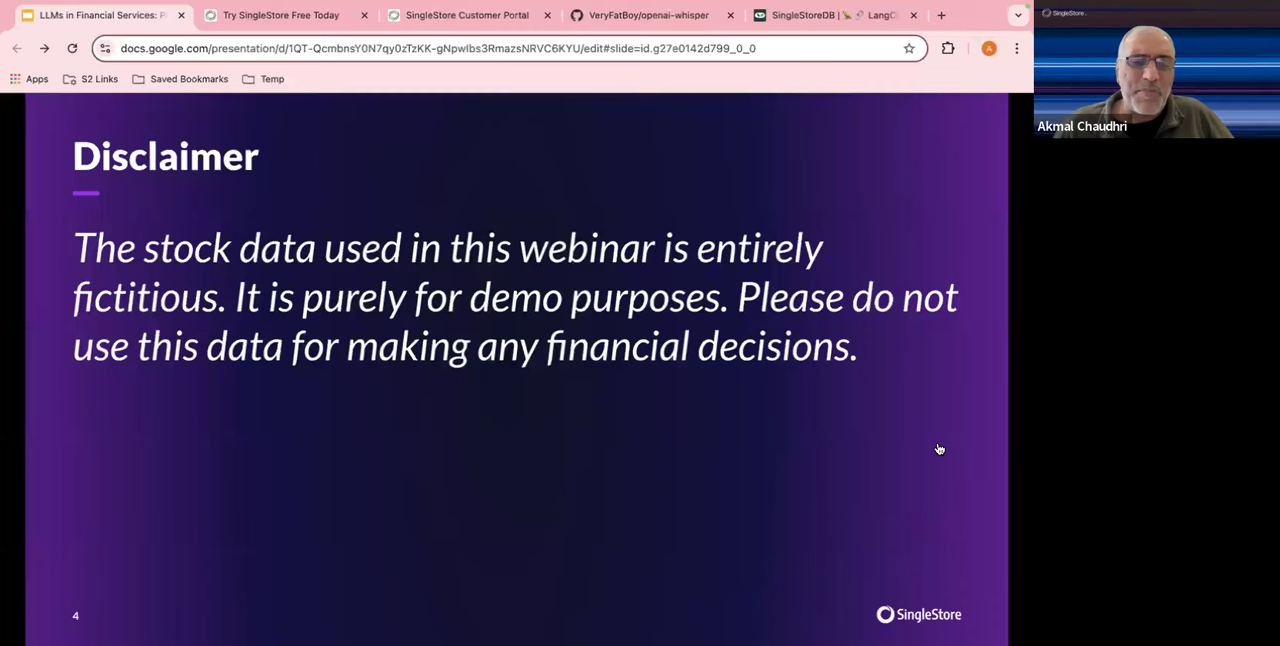 LLMs in Financial Services: P
Try SingleStore Free Today
SingleStore Customer Portal
VeryFatBoy/openai-whisper
SingleStoreDB | LangC
docs.google.com/presentation/d/1QT-QcmbnsY0N7qy0zTzKK-gNpwlbs3RmazsNRVC6KYU/edit#slide=id.g27e0142d799_0_0
A
Apps
S2 Links
Saved Bookmarks
Temp
SingleStore
Akmal Chaudhri
Disclaimer
The stock data used in this webinar is entirely
fictitious. It is purely for demo purposes. Please do not
use this data for making any financial decisions.
4
SingleStore